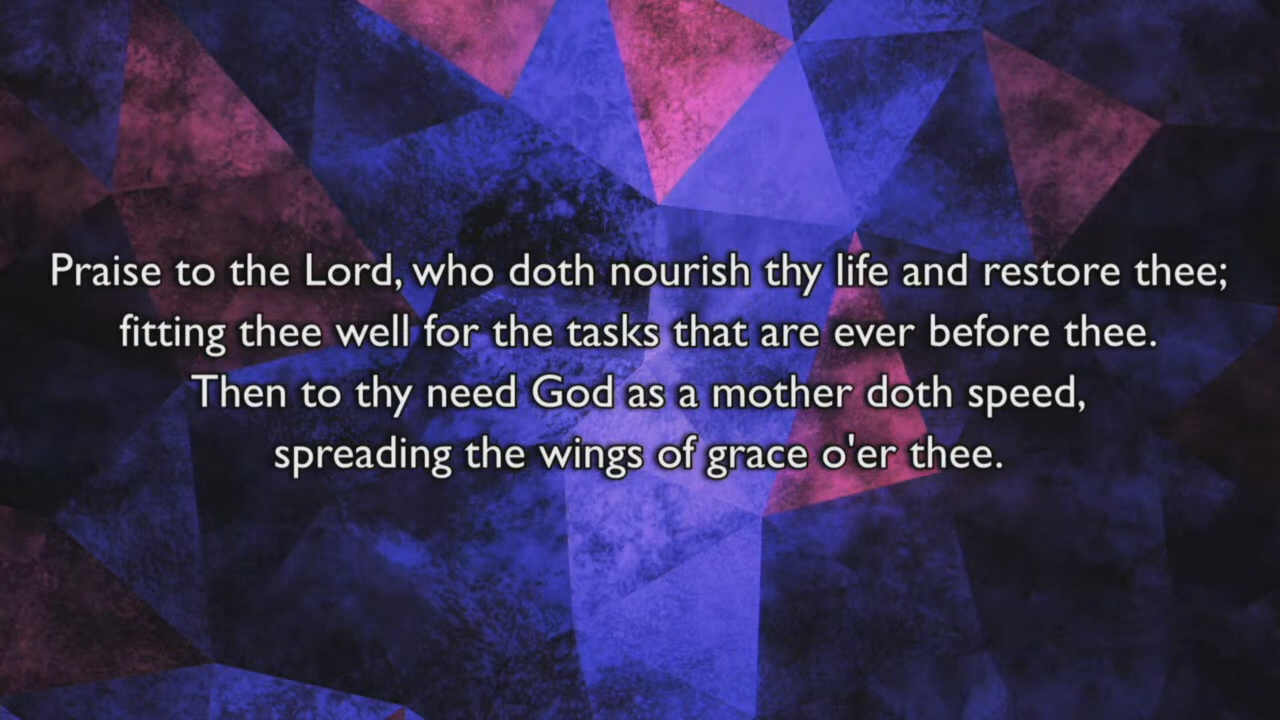 Praise to the Lord, who doth nourish thy life and restore thee;
fitting thee well for the tasks that are ever before thee.
Then to thy need God as a mother doth speed,
spreading the wings of grace o'er thee.